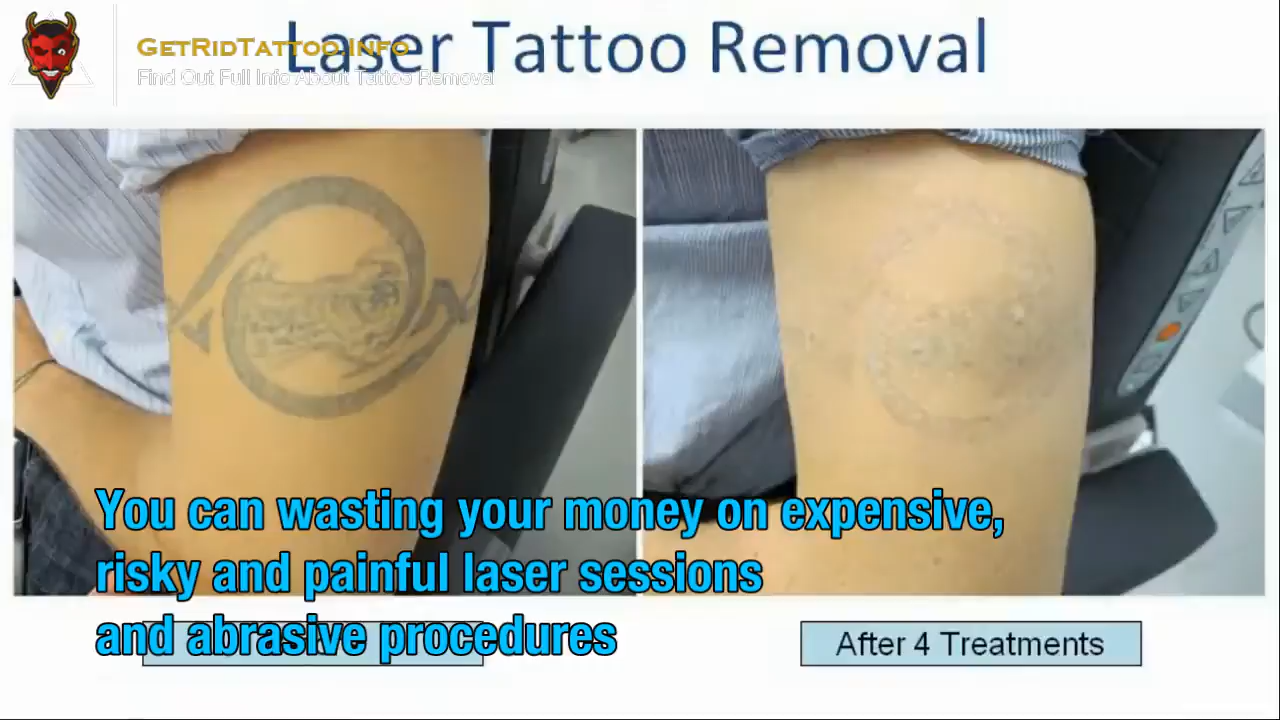 Laser Tattoo Removal
GetRidTattoo.Info
Find Out Full Info About Tattoo Removal
You can wasting your money on expensive,
risky and painful laser sessions
and abrasive procedures
After 4 Treatments